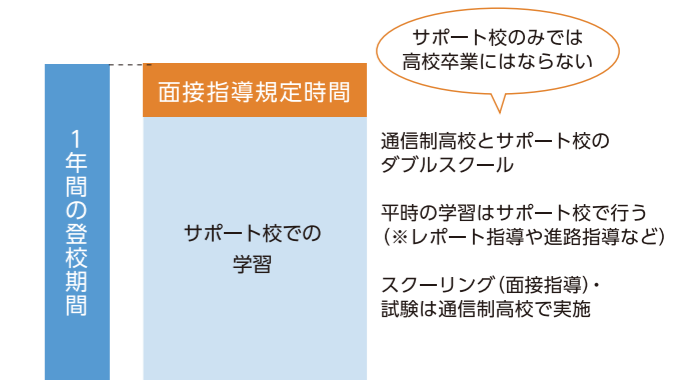 サポート校のみでは
高校卒業にはならない
面接指導規定時間
1年間の登校期間
サポート校での
学習
通信制高校とサポート校の
ダブルスクール
平時の学習はサポート校で行う
(※レポート指導や進路指導など)
スクーリング(面接指導)・
試験は通信制高校で実施